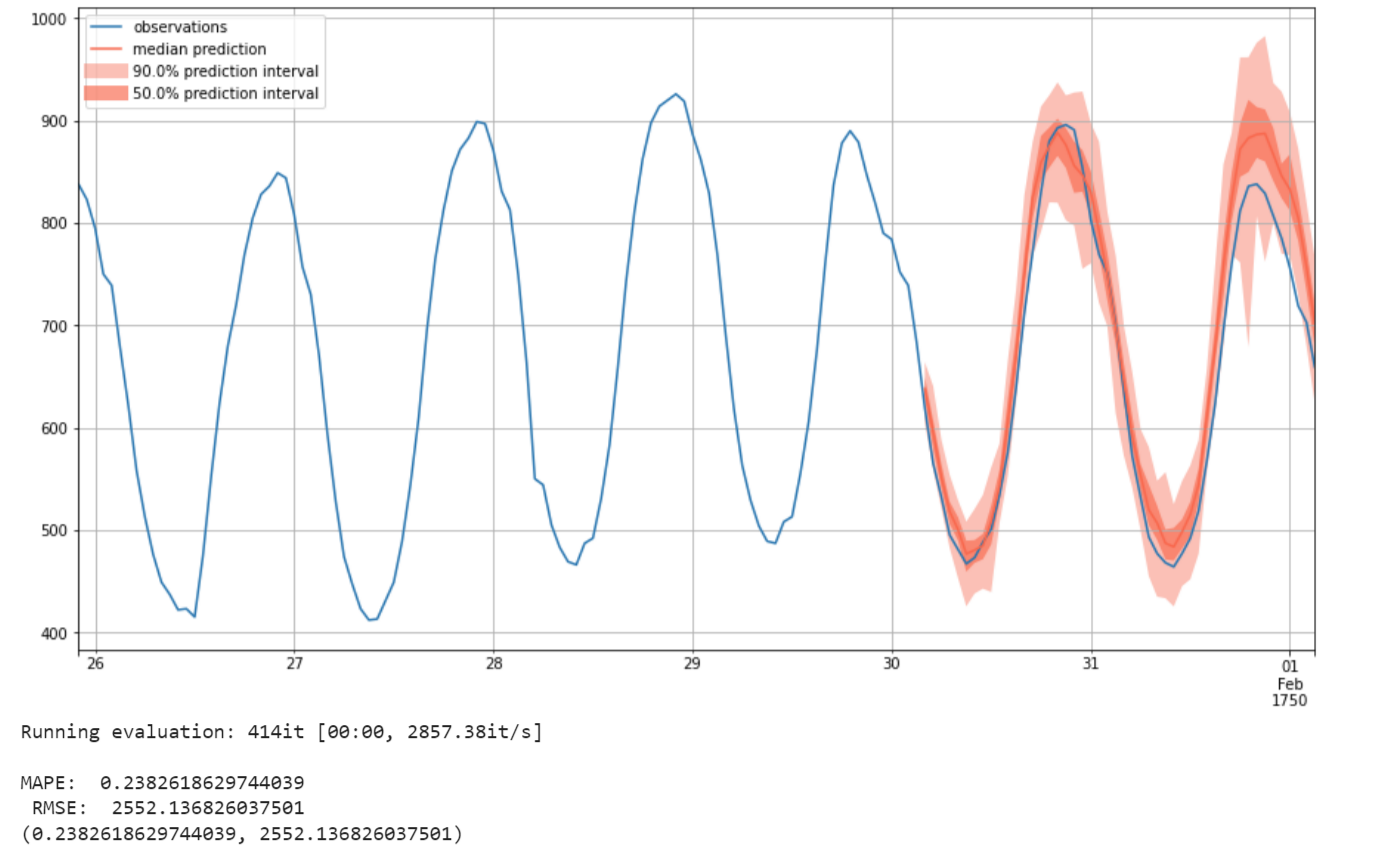 1000
900
800
700
600
500
400
observations
median prediction
90.0% prediction interval
50.0% prediction interval
26 27 28 29 30 31 01
Feb
1750
Running evaluation: 414it [00:00, 2857.38it/s]
MAPE: 0.2382618629744039
RMSE: 2552.136826037501
(0.2382618629744039, 2552.136826037501)